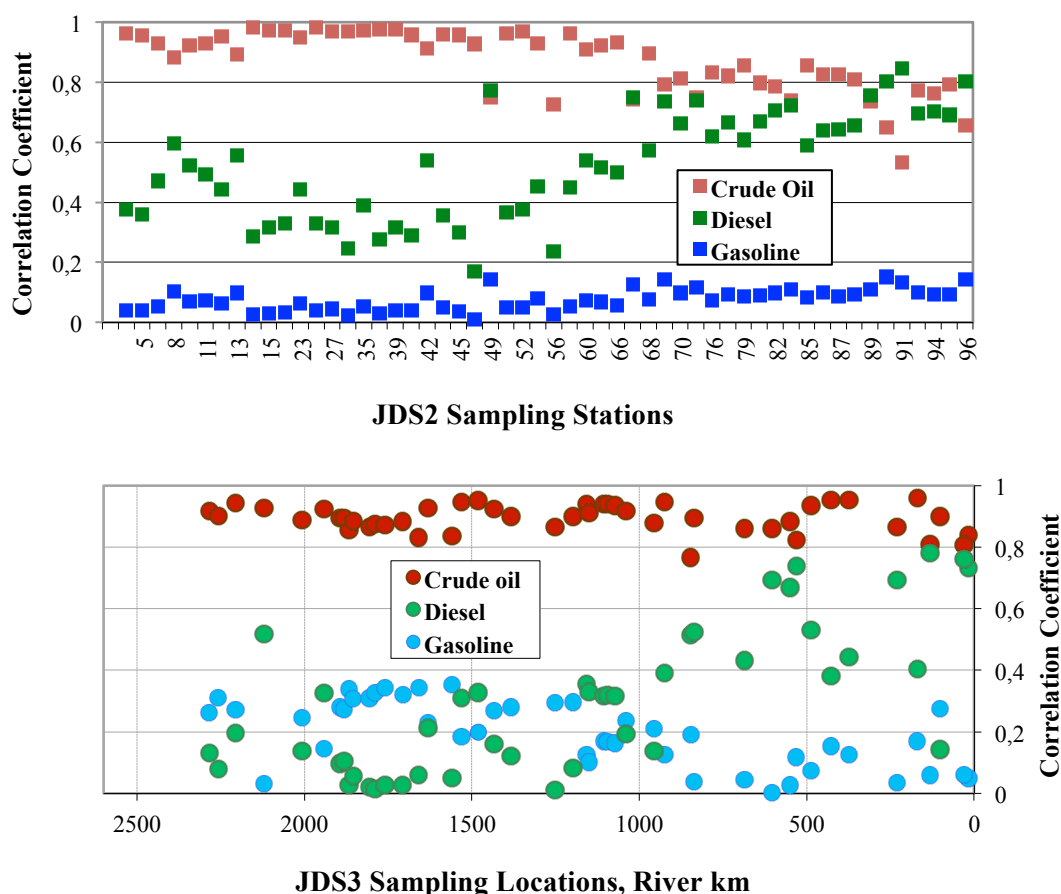 1
0,8
0,6
0,4
0,2
0
Correlation Coefficient
Crude Oil
Diesel
Gasoline
5 8 11 13 15 23 27 35 39 42 45 49 52 56 60 66 68 70 76 79 82 85 87 89 91 94 96
JDS2 Sampling Stations
1
0,8
0,6
0,4
0,2
0
Correlation Coefficient
Crude oil
Diesel
Gasoline
2500 2000 1500 1000 500 0
JDS3 Sampling Locations, River km